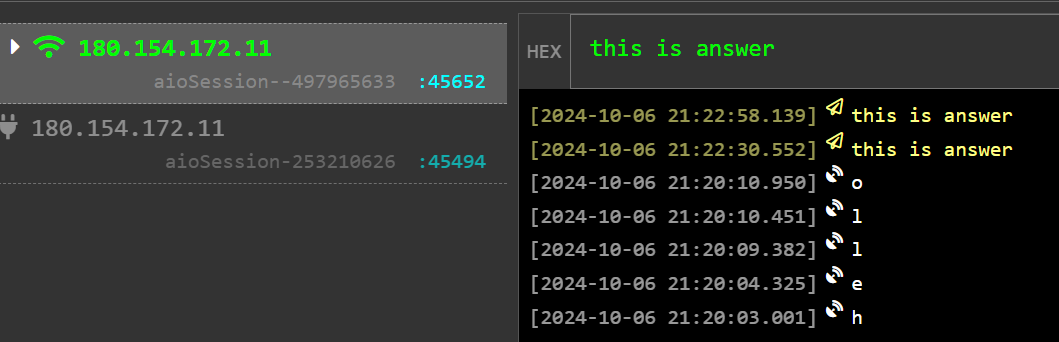 180.154.172.11
aioSession--497965633 :45652
180.154.172.11
aioSession-253210626 :45494
HEX this is answer
[2024-10-06 21:22:58.139] this is answer
[2024-10-06 21:22:30.552] this is answer
[2024-10-06 21:20:10.950] o
[2024-10-06 21:20:10.451] l
[2024-10-06 21:20:09.382] l
[2024-10-06 21:20:04.325] e
[2024-10-06 21:20:03.001] h